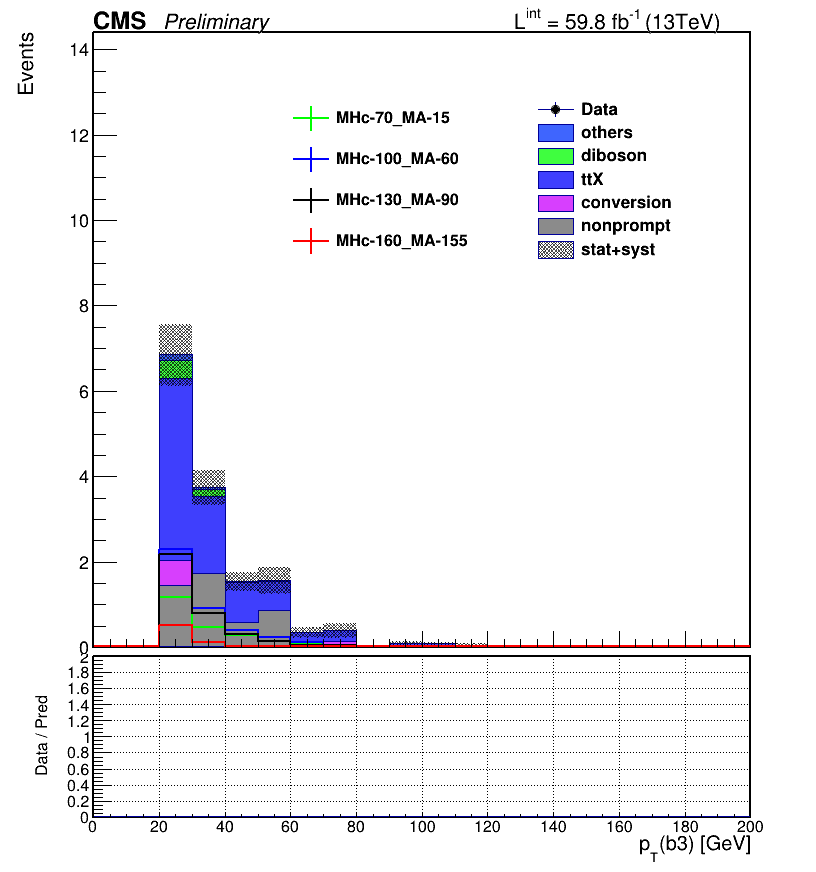 CMS Preliminary
L^int = 59.8 fb^-1 (13TeV)
Events
14
12
10
8
6
4
2
0
MHc-70_MA-15
MHc-100_MA-60
MHc-130_MA-90
MHc-160_MA-155
Data
others
diboson
ttX
conversion
nonprompt
stat+syst
Data / Pred
2
1.8
1.6
1.4
1.2
1
0.8
0.6
0.4
0.2
0
0 20 40 60 80 100 120 140 160 180 200
p_T(b3) [GeV]